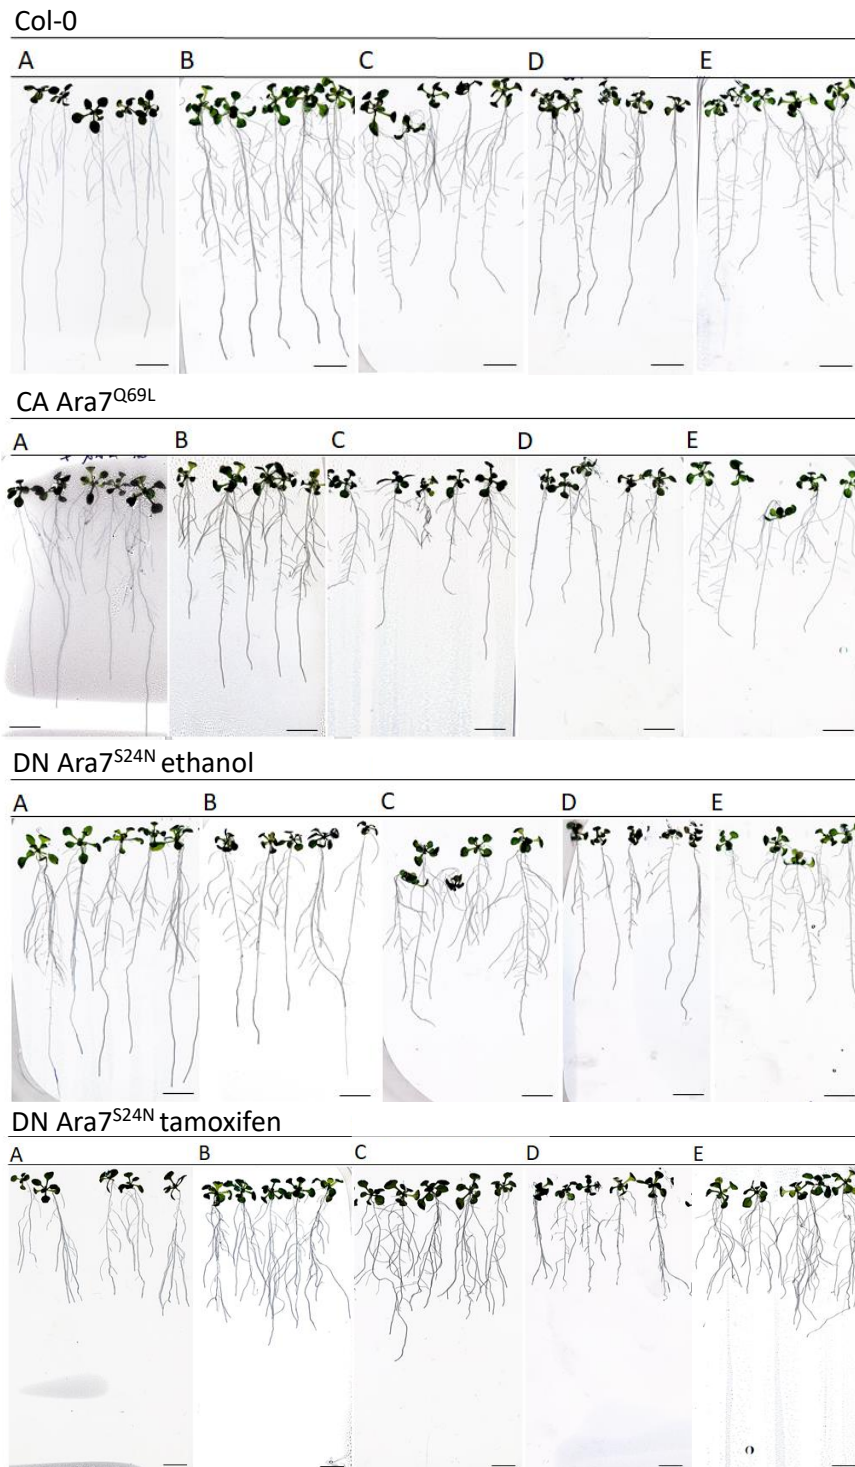 Col-0
A B C D E
CA Ara7Q69L
A B C D E
DN Ara7S24N ethanol
A B C D E
DN Ara7S24N tamoxifen
A B C D E